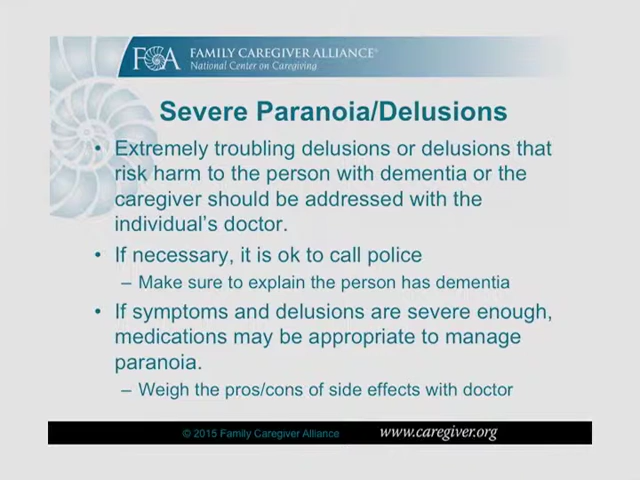 FCA FAMILY CAREGIVER ALLIANCE®
National Center on Caregiving
Severe Paranoia/Delusions
• Extremely troubling delusions or delusions that
risk harm to the person with dementia or the
caregiver should be addressed with the
individual's doctor.
• If necessary, it is ok to call police
– Make sure to explain the person has dementia
• If symptoms and delusions are severe enough,
medications may be appropriate to manage
paranoia.
– Weigh the pros/cons of side effects with doctor
© 2015 Family Caregiver Alliance www.caregiver.org